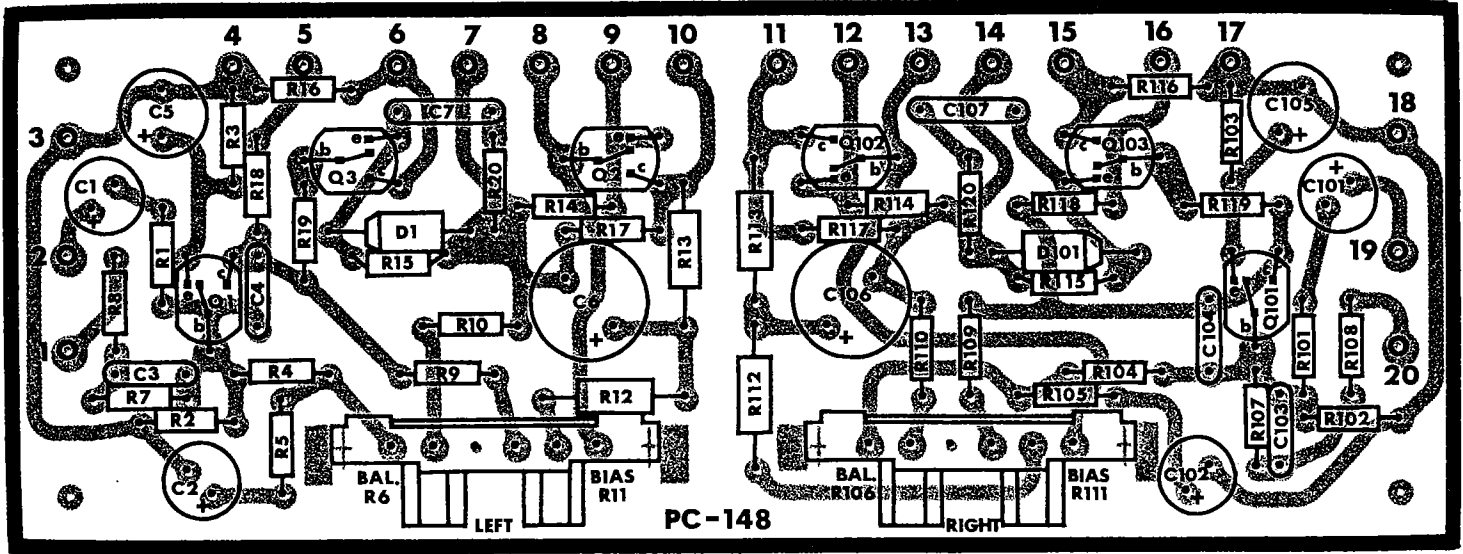 4 5 6 7 8 9 10 11 12 13 14 15 16 17
R16 C7 C107 R116
C5 R3 + R103 C105 + 18
3
e b Q3 c b Q c c Q102 b Q103 b
C1 + R18 R20 R120 + C101
R14 R114 R118 R119
R19 D1 R17 R13 R113 R117
2 R1 R15 D101 R115 19
R8 e c Q b C4 C + C106 + Q101 b
1 R10 R110 R109 C104 R101 R108
C3 R4 R9 R104 20
R7 R12 R112 R105
R2 R107 C103 R102
R5
C2 + BAL. R6 BIAS R11 BAL. R106 BIAS R111 C102 +
LEFT PC-148 RIGHT